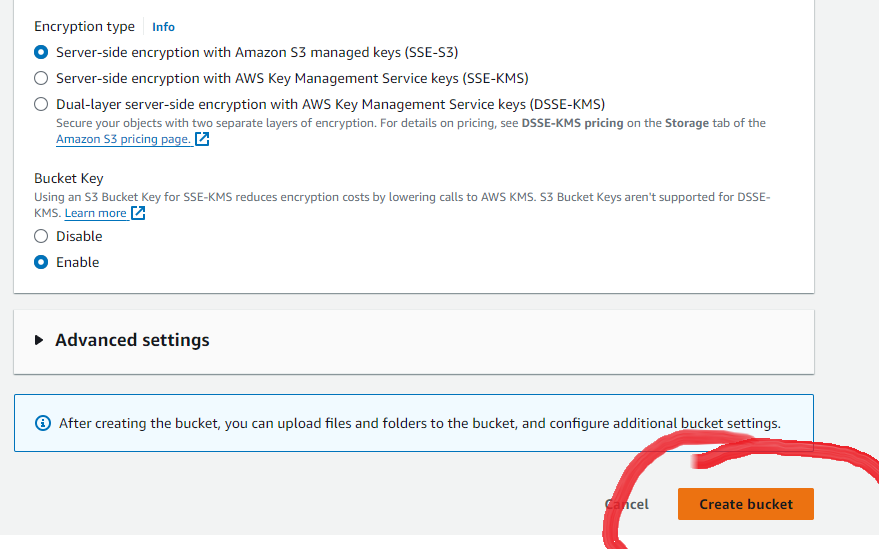 Encryption type Info
Server-side encryption with Amazon S3 managed keys (SSE-S3)
Server-side encryption with AWS Key Management Service keys (SSE-KMS)
Dual-layer server-side encryption with AWS Key Management Service keys (DSSE-KMS)
Secure your objects with two separate layers of encryption. For details on pricing, see DSSE-KMS pricing on the Storage tab of the
Amazon S3 pricing page.
Bucket Key
Using an S3 Bucket Key for SSE-KMS reduces encryption costs by lowering calls to AWS KMS. S3 Bucket Keys aren't supported for DSSE-
KMS. Learn more
Disable
Enable
Advanced settings
After creating the bucket, you can upload files and folders to the bucket, and configure additional bucket settings.
Cancel Create bucket